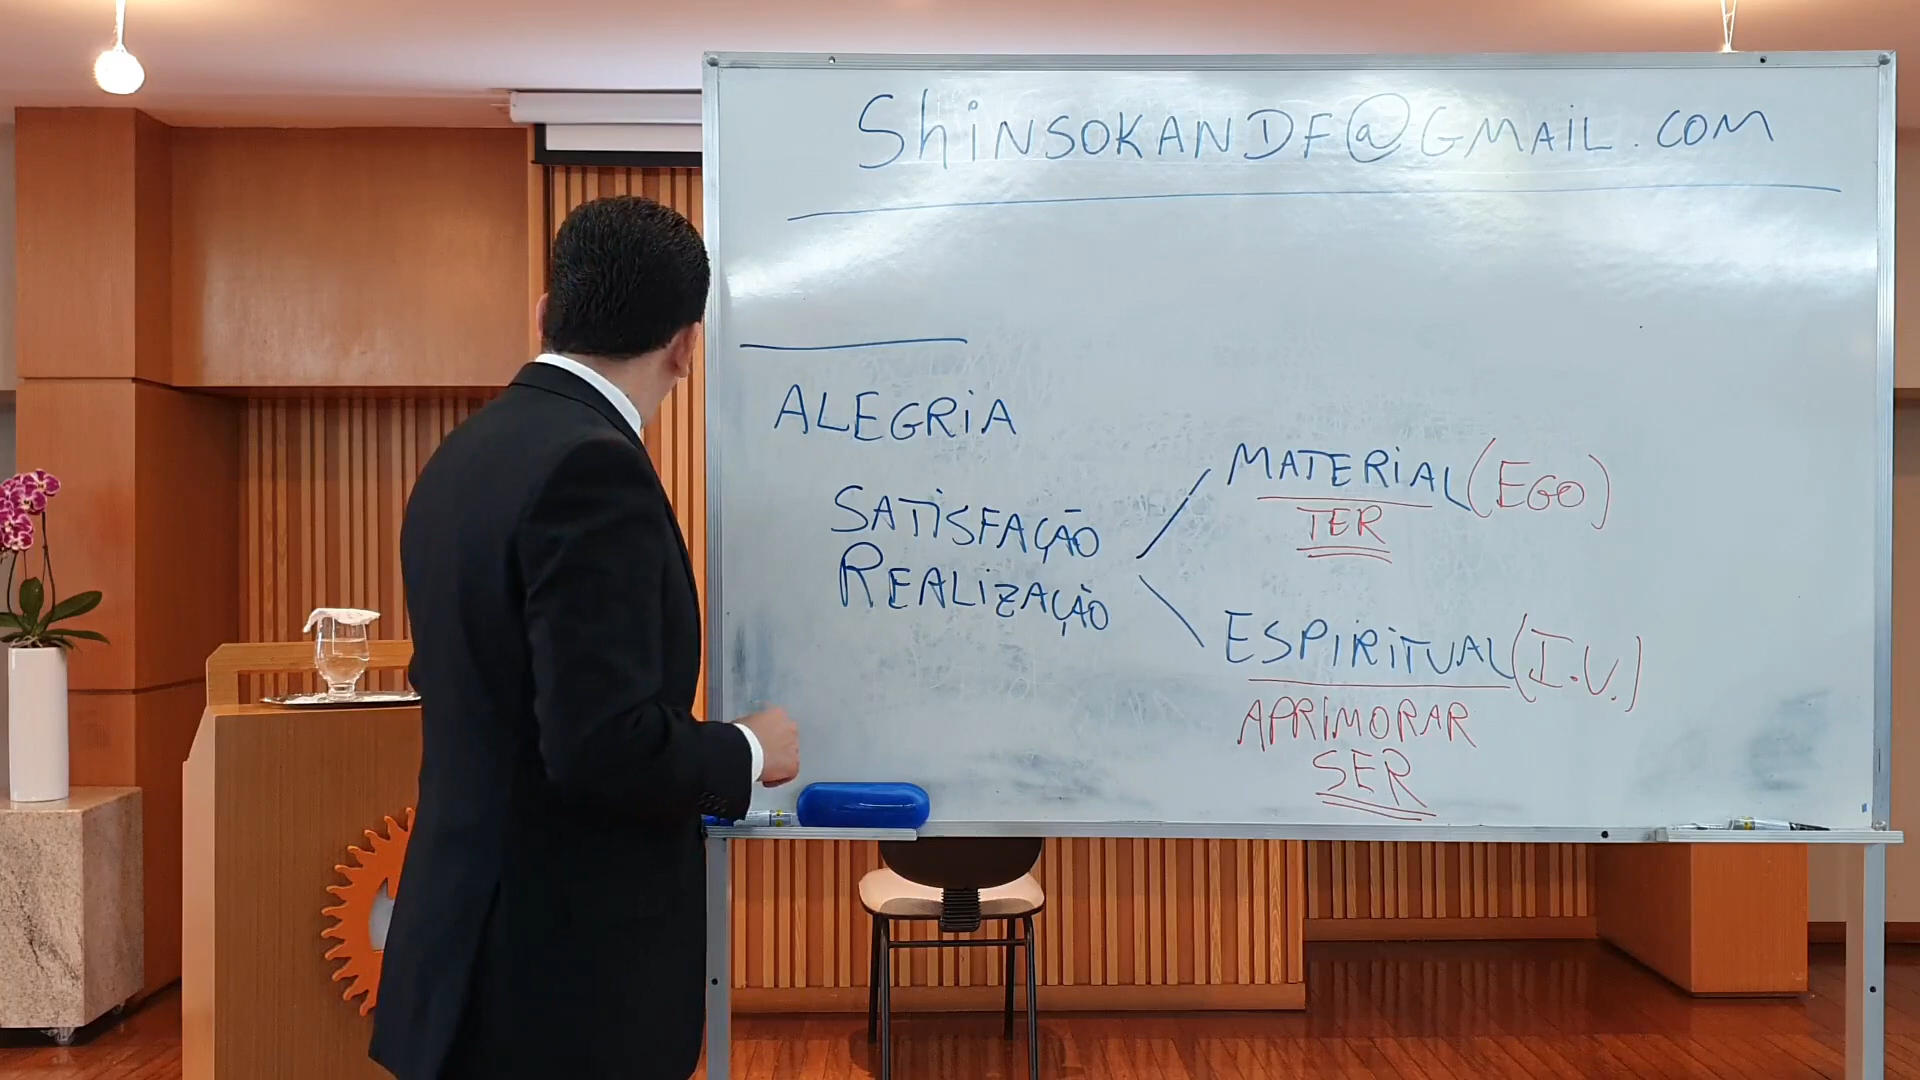 ShiNSOKANDF@GMAiL.COM
ALEGRiA
SATiSFAÇÃO
REALiZAÇÃO
MATERiAL (EGO)
TER
ESPiRiTUAL (I.V.)
APRiMORAR
SER